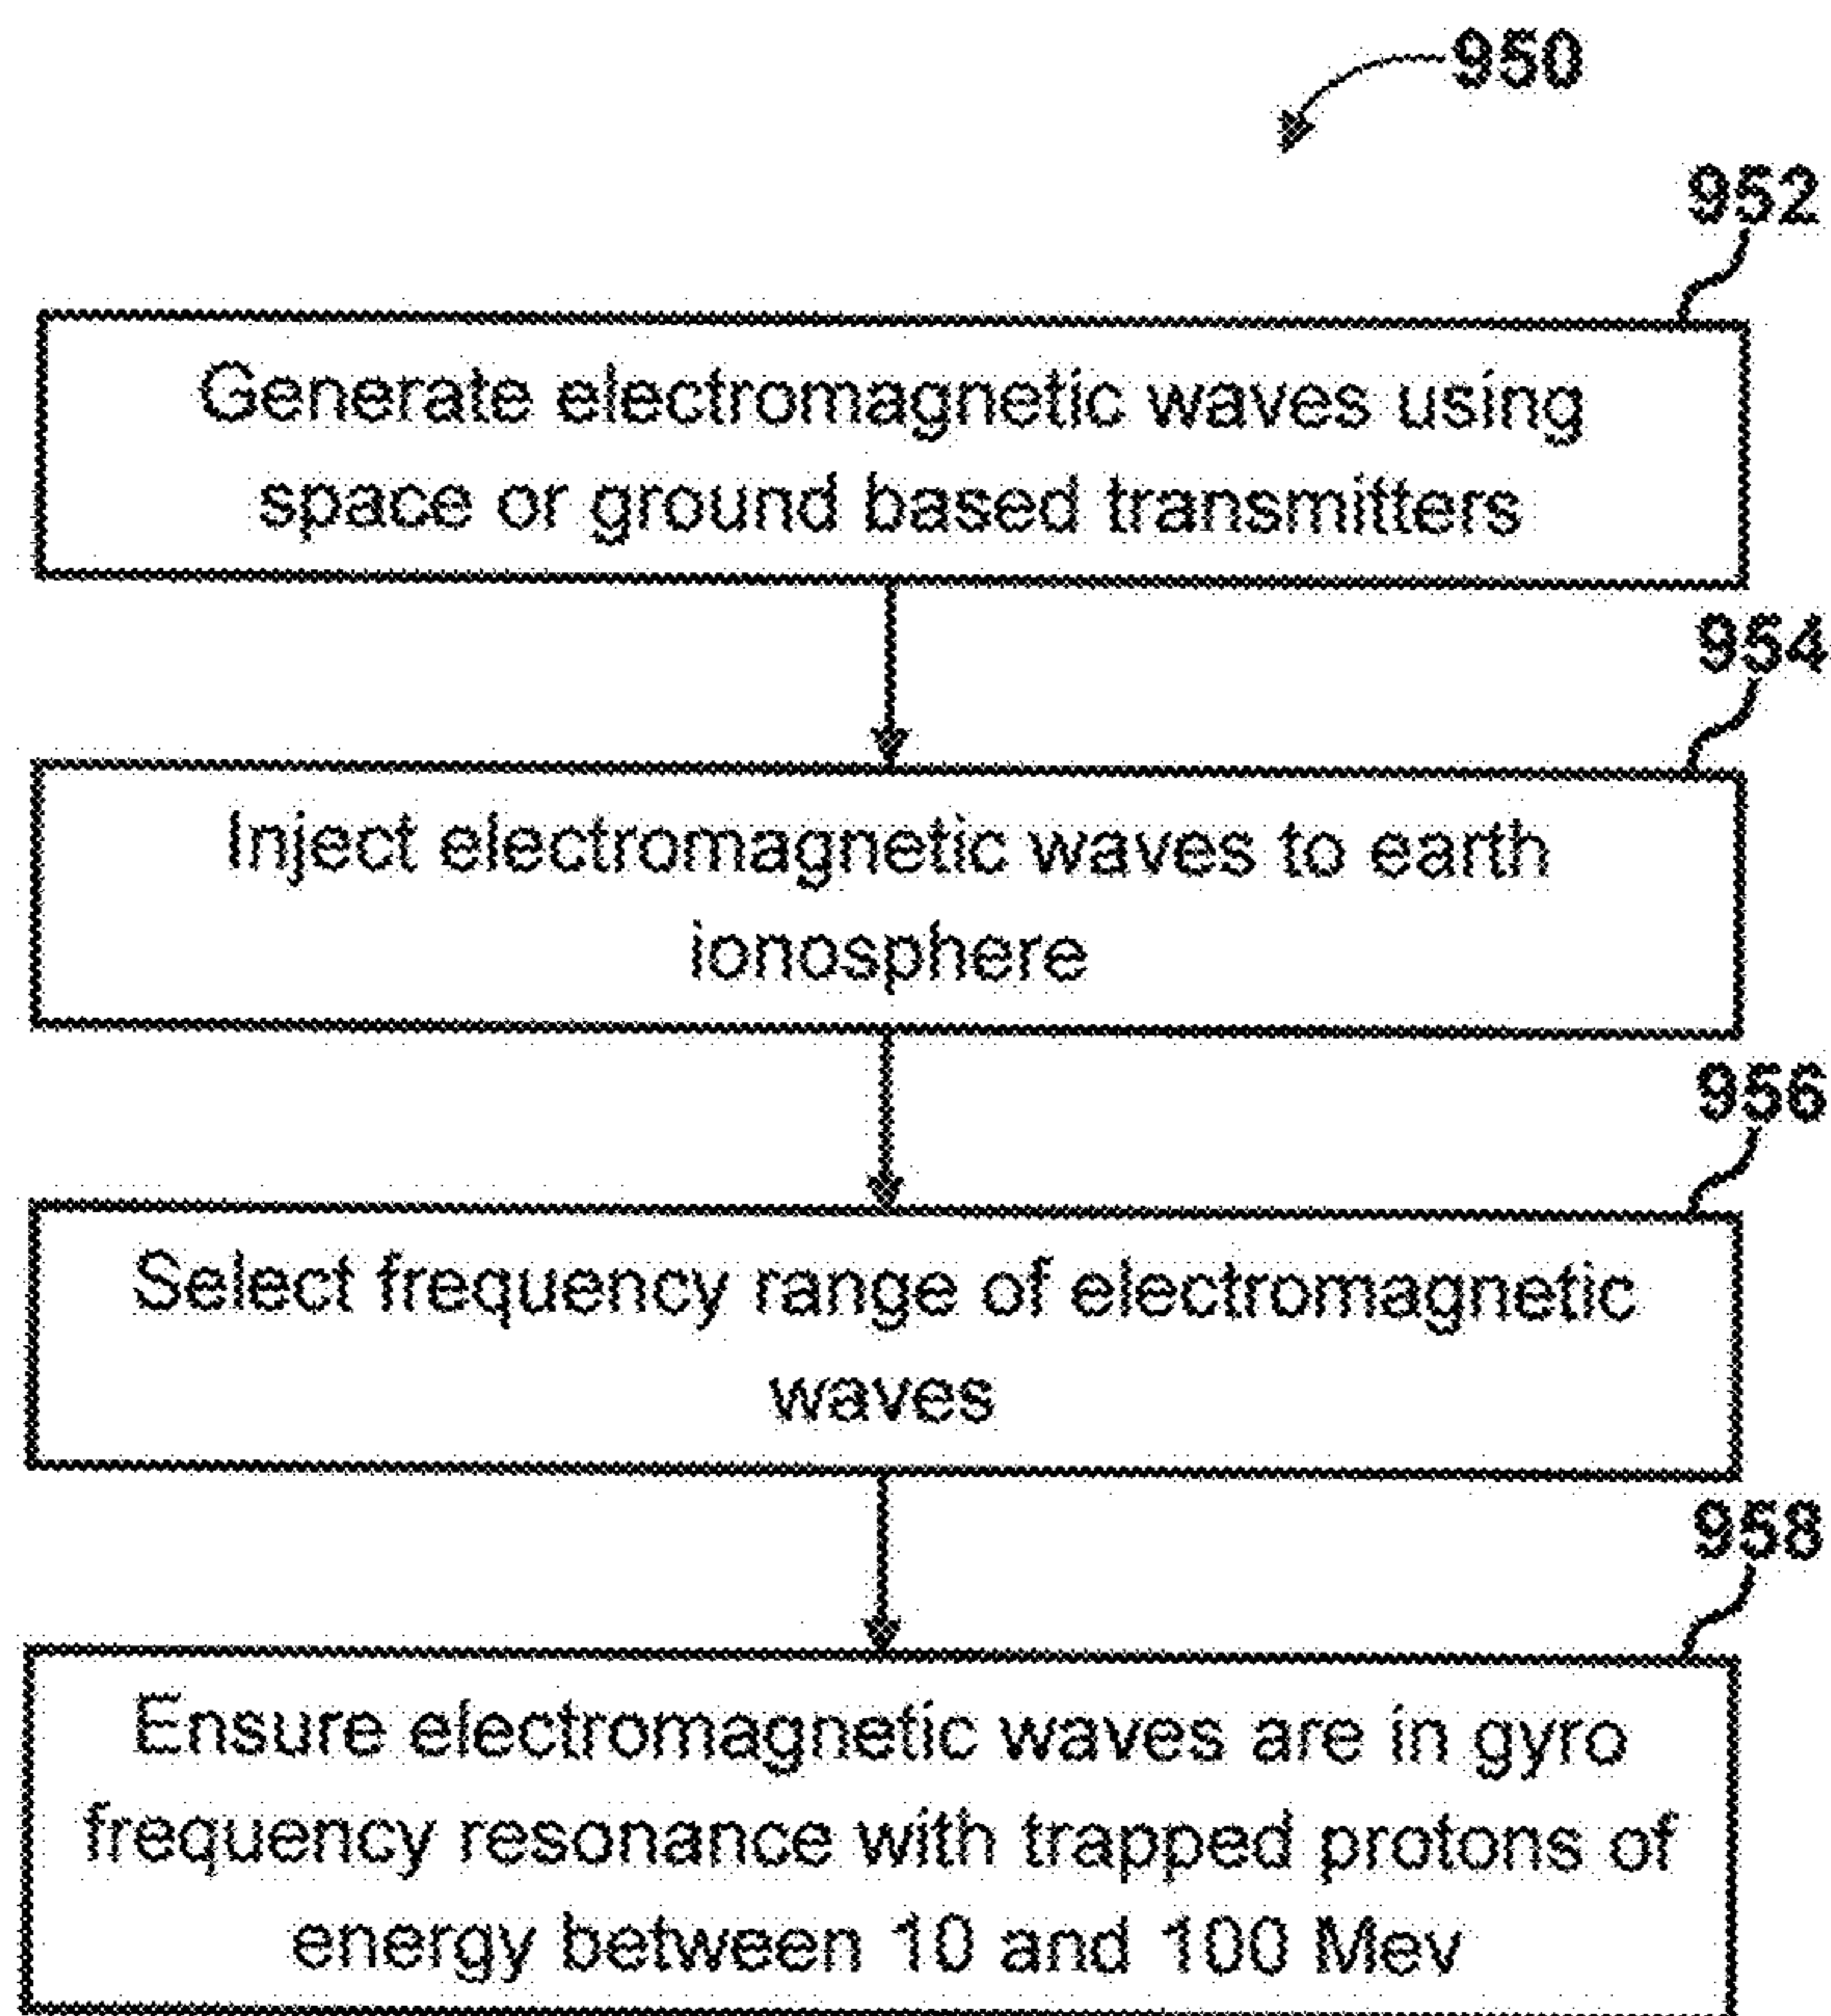 950
952
Generate electromagnetic waves using
space or ground based transmitters
954
Inject electromagnetic waves to earth
ionosphere
956
Select frequency range of electromagnetic
waves
958
Ensure electromagnetic waves are in gyro
frequency resonance with trapped protons of
energy between 10 and 100 Mev